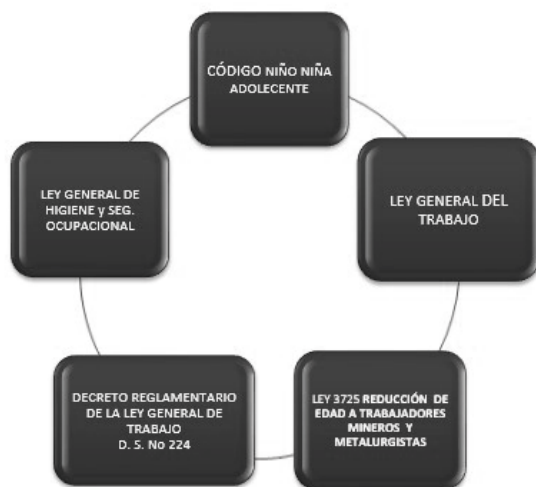 CÓDIGO NIÑO NIÑA
ADOLECENTE
LEY GENERAL DEL
TRABAJO
LEY 3725 REDUCCIÓN DE
EDAD A TRABAJADORES
MINEROS Y
METALURGISTAS
DECRETO REGLAMENTARIO
DE LA LEY GENERAL DE
TRABAJO
D. S. No 224
LEY GENERAL DE
HIGIENE y SEG.
OCUPACIONAL